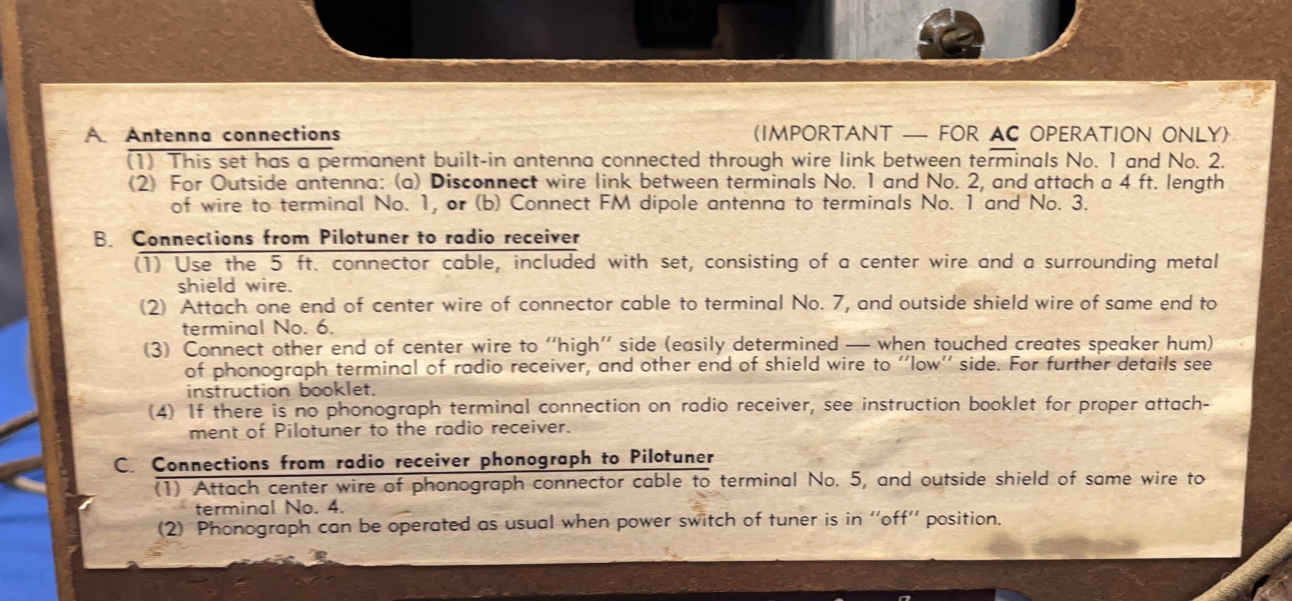 A. Antenna connections (IMPORTANT — FOR AC OPERATION ONLY)
(1) This set has a permanent built-in antenna connected through wire link between terminals No. 1 and No. 2.
(2) For Outside antenna: (a) Disconnect wire link between terminals No. 1 and No. 2, and attach a 4 ft. length
of wire to terminal No. 1, or (b) Connect FM dipole antenna to terminals No. 1 and No. 3.
B. Connections from Pilotuner to radio receiver
(1) Use the 5 ft. connector cable, included with set, consisting of a center wire and a surrounding metal
shield wire.
(2) Attach one end of center wire of connector cable to terminal No. 7, and outside shield wire of same end to
terminal No. 6.
(3) Connect other end of center wire to "high" side (easily determined — when touched creates speaker hum)
of phonograph terminal of radio receiver, and other end of shield wire to "low" side. For further details see
instruction booklet.
(4) If there is no phonograph terminal connection on radio receiver, see instruction booklet for proper attach-
ment of Pilotuner to the radio receiver.
C. Connections from radio receiver phonograph to Pilotuner
(1) Attach center wire of phonograph connector cable to terminal No. 5, and outside shield of same wire to
terminal No. 4.
(2) Phonograph can be operated as usual when power switch of tuner is in "off" position.